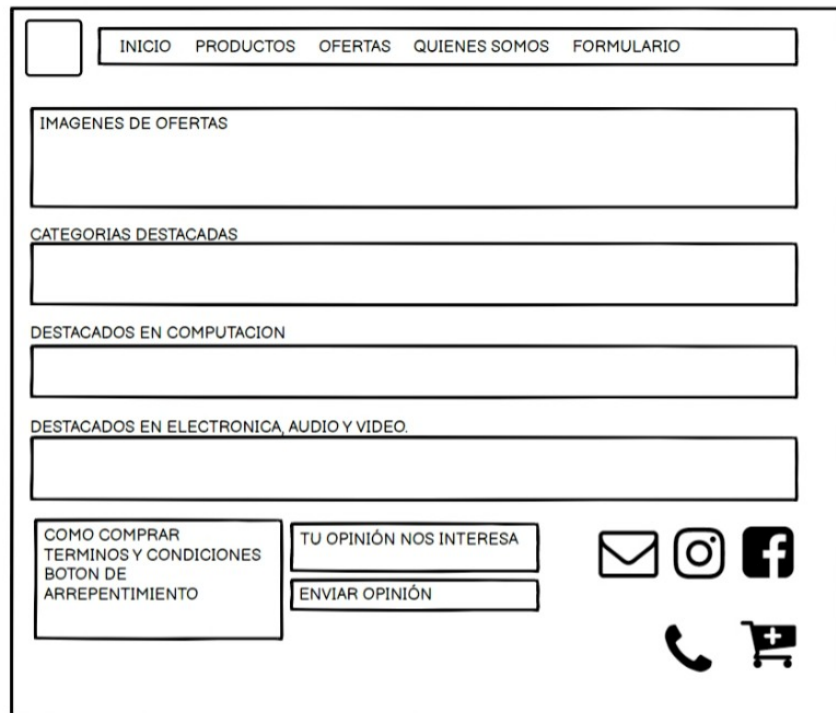 INICIO PRODUCTOS OFERTAS QUIENES SOMOS FORMULARIO
IMAGENES DE OFERTAS
CATEGORIAS DESTACADAS
DESTACADOS EN COMPUTACION
DESTACADOS EN ELECTRONICA, AUDIO Y VIDEO.
COMO COMPRAR
TERMINOS Y CONDICIONES
BOTON DE
ARREPENTIMIENTO
TU OPINIÓN NOS INTERESA
ENVIAR OPINIÓN